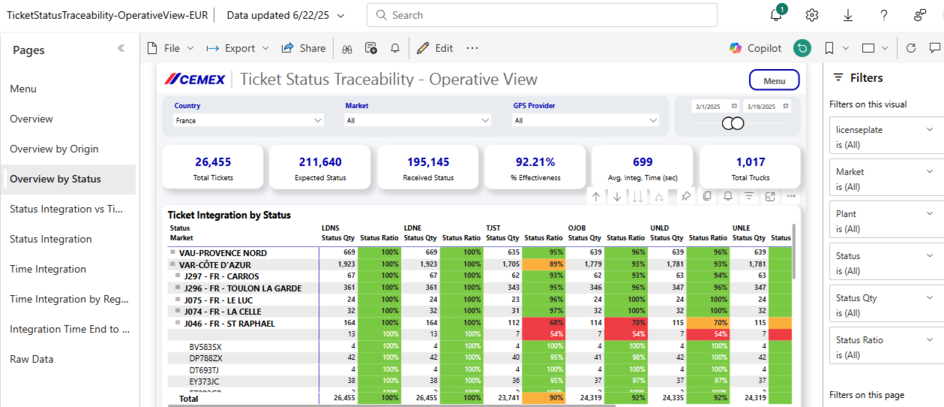 TicketStatusTraceability-OperativeView-EUR | Data updated 6/22/25
Search
1
Pages
File
Export
Share
Edit
Copilot
Menu
Overview
Overview by Origin
Overview by Status
Status Integration vs Ti...
Status Integration
Time Integration
Time Integration by Reg...
Integration Time End to ...
Raw Data
CEMEX | Ticket Status Traceability - Operative View
Menu
Country Market GPS Provider
France All All
3/1/2025 3/19/2025
26,455 211,640 195,145 92.21% 699 1,017
Total Tickets Expected Status Received Status % Effectiveness Avg. Integ. Time (sec) Total Trucks
Ticket Integration by Status
Status LDNS LDNE TJST OJOB UNLD UNLE
Market Status Qty Status Ratio Status Qty Status Ratio Status Qty Status Ratio Status Qty Status Ratio Status Qty Status Ratio Status Qty Status
VAU-PROVENCE NORD 669 100% 669 100% 635 95% 639 96% 639 96% 639
VAR-CÔTE D'AZUR 1,923 100% 1,923 100% 1,705 89% 1,779 93% 1,781 93% 1,781
J297 - FR - CARROS 67 100% 67 100% 62 93% 62 93% 63 94% 63
J296 - FR - TOULON LA GARDE 361 100% 361 100% 343 95% 346 96% 347 96% 347
J075 - FR - LE LUC 24 100% 24 100% 23 96% 24 100% 24 100% 24
J074 - FR - LA CELLE 32 100% 32 100% 31 97% 32 100% 32 100% 32
J046 - FR - ST RAPHAEL 164 100% 164 100% 112 68% 114 70% 115 70% 115
13 100% 13 100% 7 54% 7 54% 7 54% 7
BV583SX 4 100% 4 100% 4 100% 4 100% 4 100% 4
DP788ZX 42 100% 42 100% 40 95% 41 98% 42 100% 42
DT693TJ 4 100% 4 100% 4 100% 4 100% 4 100% 4
EY373JC 38 100% 38 100% 36 95% 37 97% 37 97% 37
Total 26,455 100% 26,455 100% 23,741 90% 24,319 92% 24,335 92% 24,319
Filters
Filters on this visual
licenseplate
is (All)
Market
is (All)
Plant
is (All)
Status
is (All)
Status Qty
is (All)
Status Ratio
is (All)
Filters on this page